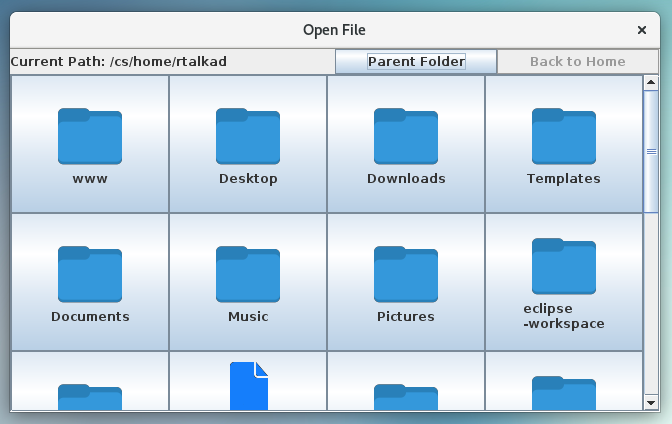 Open File
Current Path: /cs/home/rtalkad
Parent Folder
Back to Home
www
Desktop
Downloads
Templates
Documents
Music
Pictures
eclipse
-workspace